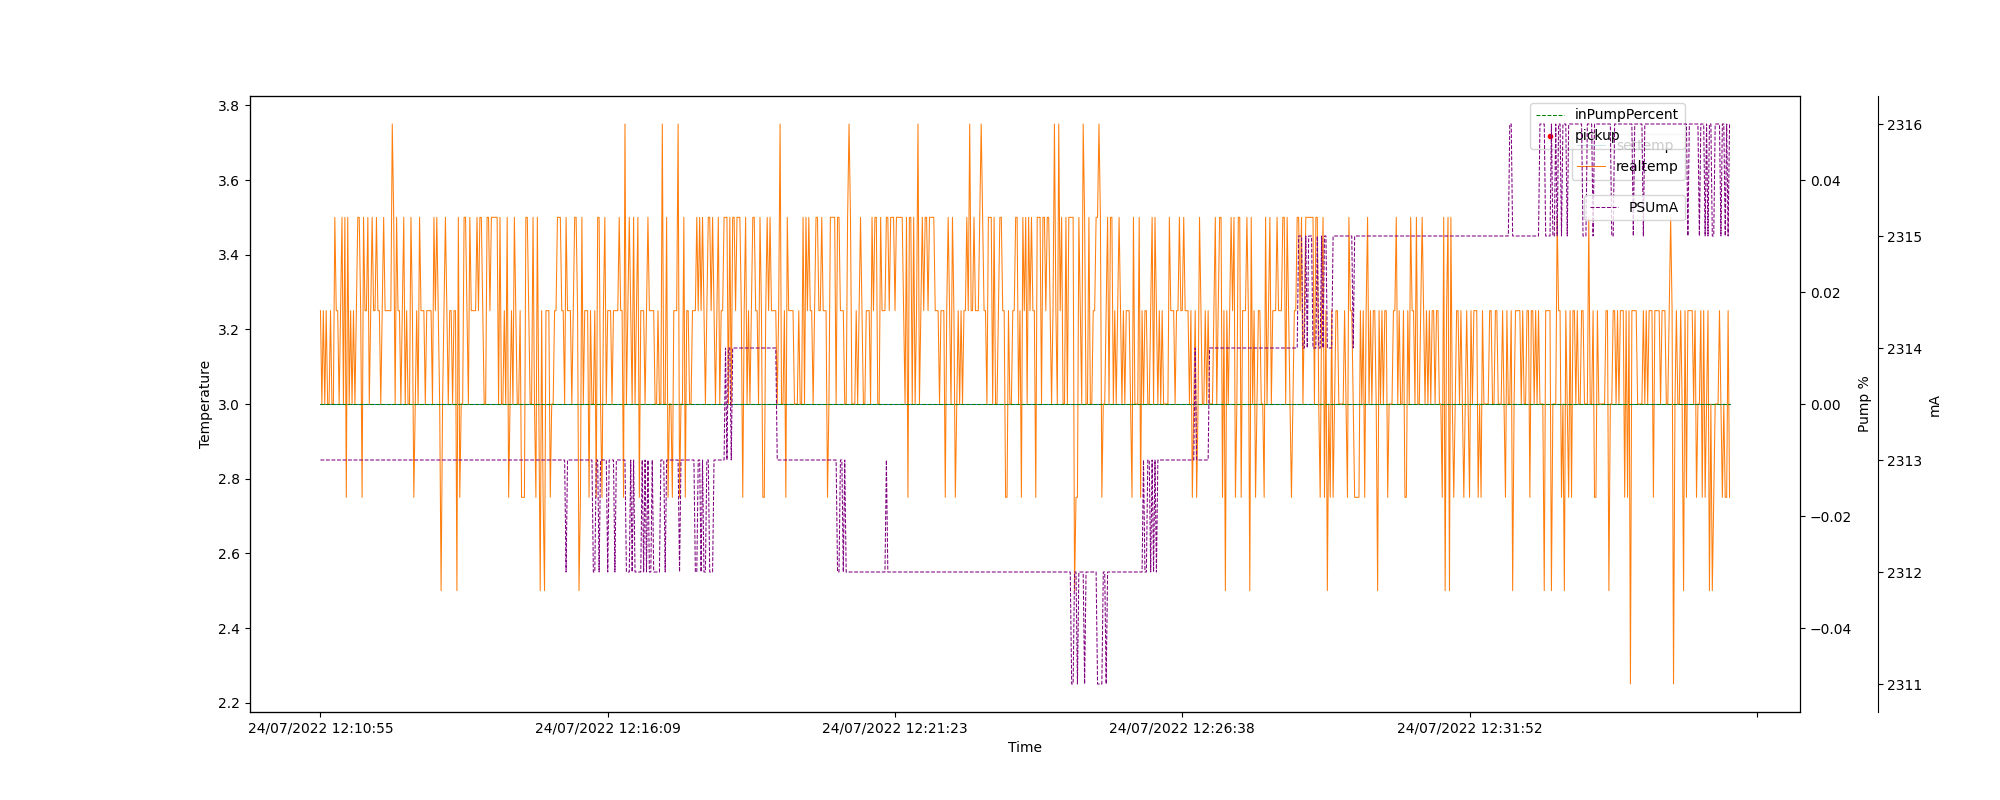 inPumpPercent
pickup
settemp
realtemp
PSUmA
Temperature
3.8
3.6
3.4
3.2
3.0
2.8
2.6
2.4
2.2
0.04
0.02
0.00
−0.02
−0.04
Pump %
2316
2315
2314
2313
2312
2311
mA
24/07/2022 12:10:55
24/07/2022 12:16:09
24/07/2022 12:21:23
24/07/2022 12:26:38
24/07/2022 12:31:52
Time